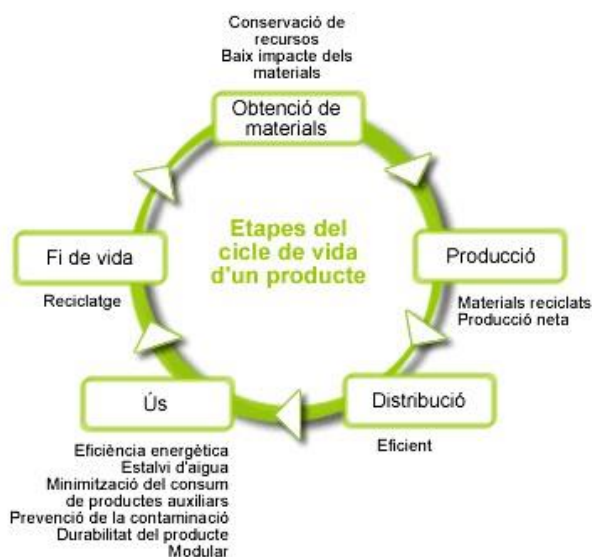 Conservació de
recursos
Baix impacte dels
materials
Obtenció de
materials
Etapes del
cicle de vida
d'un producte
Fi de vida
Reciclatge
Producció
Materials reciclats
Producció neta
Ús
Eficiència energètica
Estalvi d'aigua
Minimització del consum
de productes auxiliars
Prevenció de la contaminació
Durabilitat del producte
Modular
Distribució
Eficient